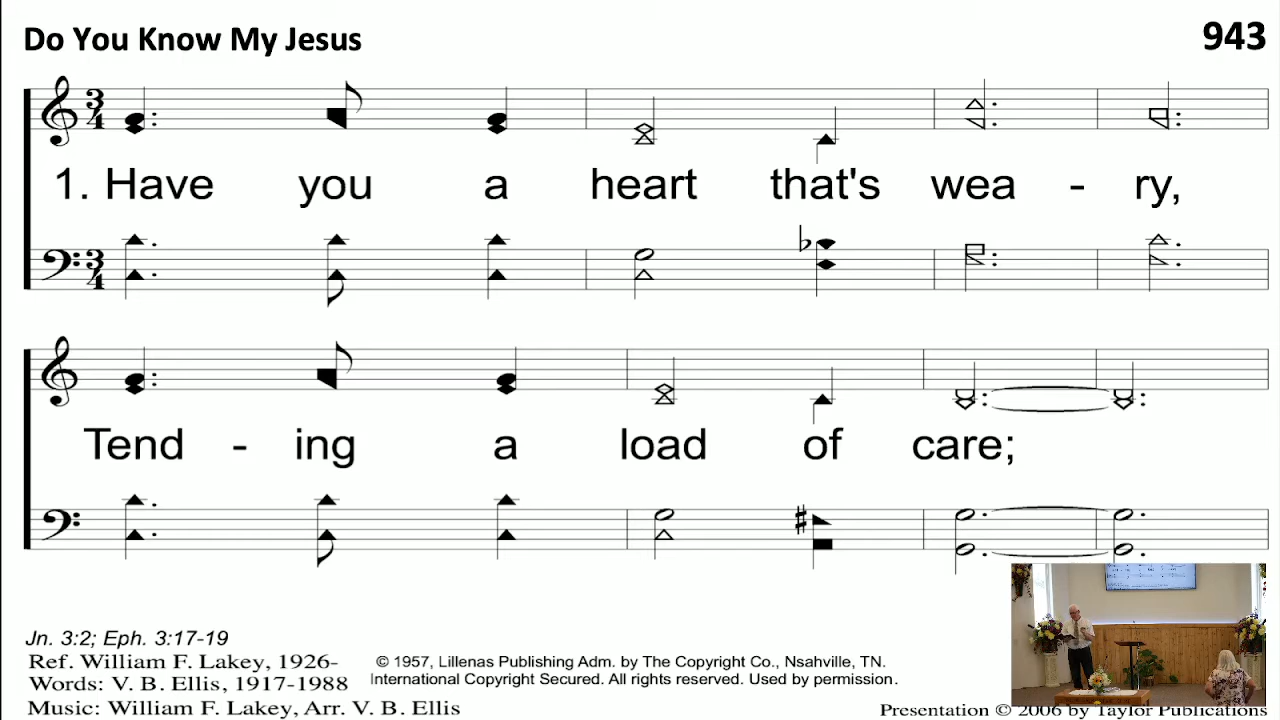 Do You Know My Jesus 943
1. Have you a heart that's wea - ry,
Tend - ing a load of care;
Jn. 3:2; Eph. 3:17-19
Ref. William F. Lakey, 1926-
Words: V. B. Ellis, 1917-1988
Music: William F. Lakey, Arr. V. B. Ellis
© 1957, Lillenas Publishing Adm. by The Copyright Co., Nsahville, TN.
International Copyright Secured. All rights reserved. Used by permission.
Presentation © 2006 by Taylor Publications